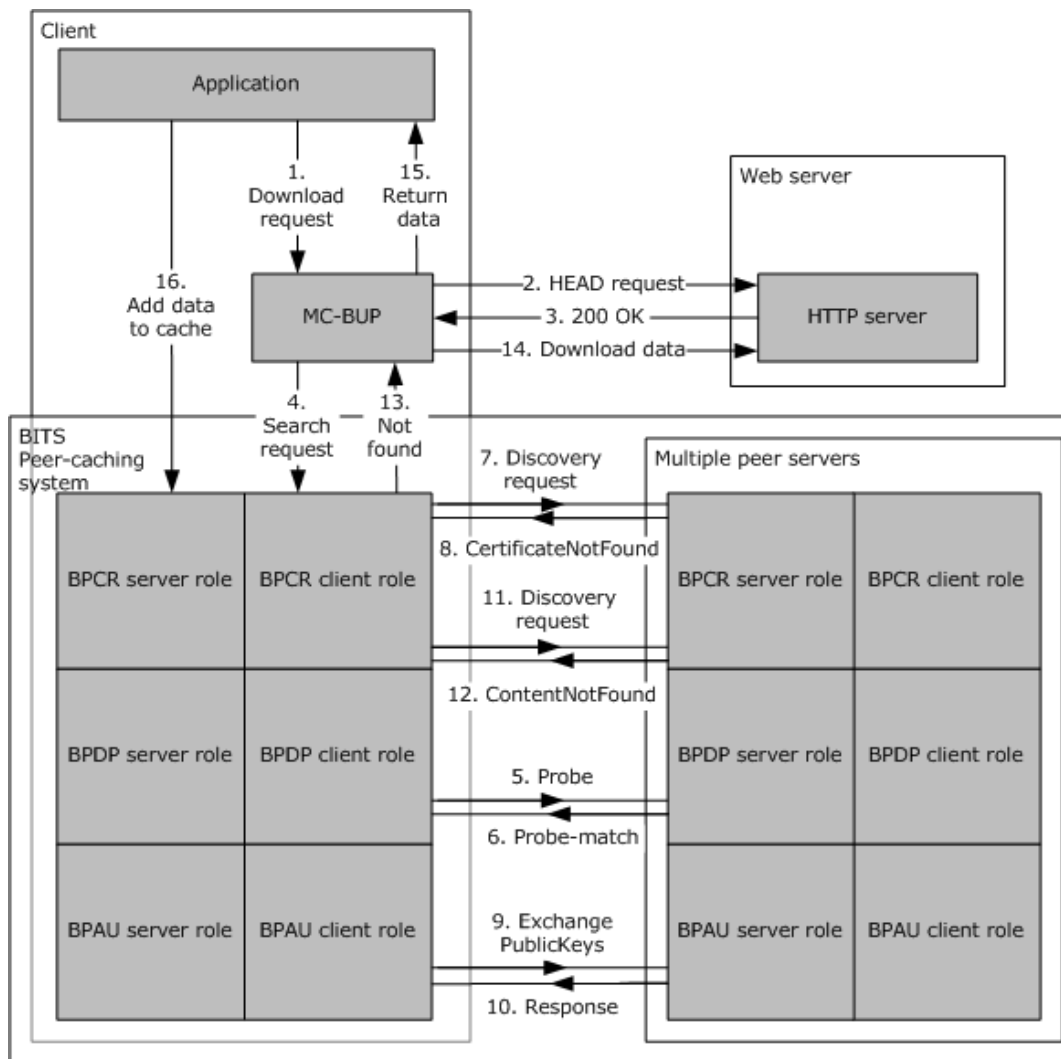 Client
Application
1.
Download
request
15.
Return
data
16.
Add data
to cache
MC-BUP
Web server
2. HEAD request
3. 200 OK
14. Download data
HTTP server
4.
Search
request
13.
Not
found
BITS
Peer-caching
system
7. Discovery
request
8. CertificateNotFound
11. Discovery
request
12. ContentNotFound
5. Probe
6. Probe-match
9. Exchange
PublicKeys
10. Response
BPCR server role
BPCR client role
BPDP server role
BPDP client role
BPAU server role
BPAU client role
Multiple peer servers
BPCR server role
BPCR client role
BPDP server role
BPDP client role
BPAU server role
BPAU client role